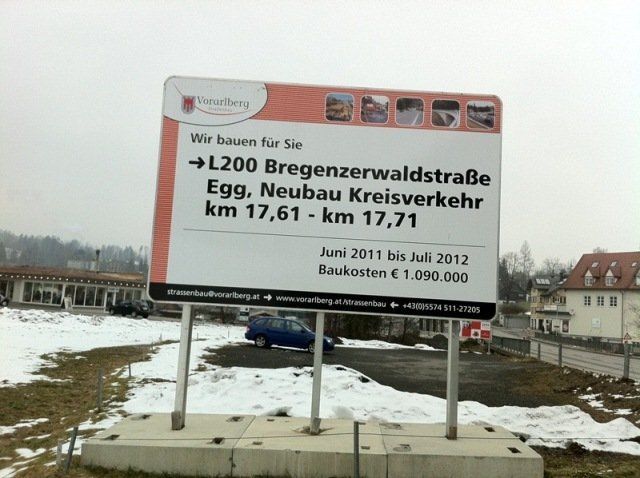 Vorarlberg
Wir bauen für Sie
➔L200 Bregenzerwaldstraße
Egg, Neubau Kreisverkehr
km 17,61 - km 17,71
Juni 2011 bis Juli 2012
Baukosten € 1.090.000
strassenbau@vorarlberg.at ➔ www.vorarlberg.at/strassenbau ← +43(0)5574 511-27205